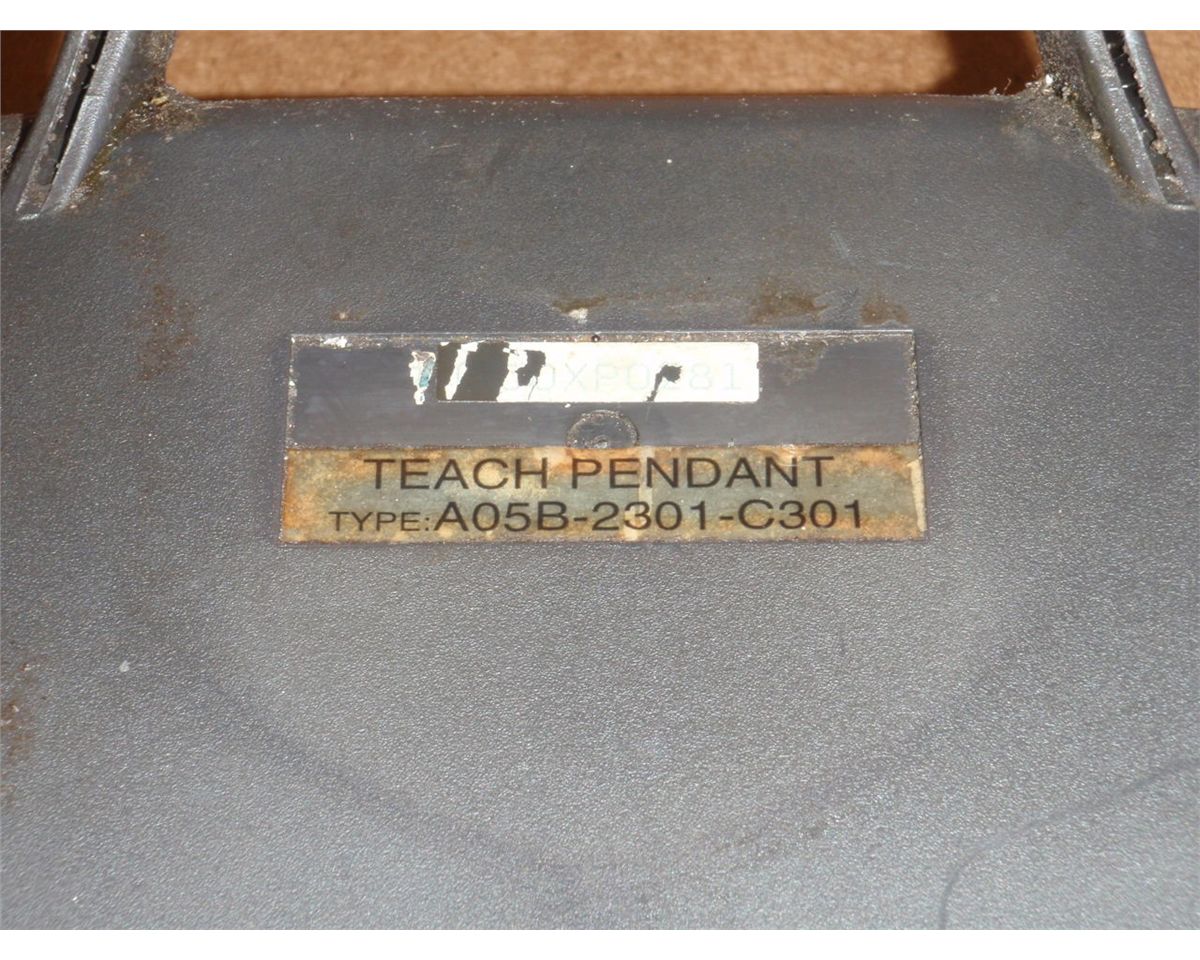 TEACH PENDANT
TYPE: A05B-2301-C301